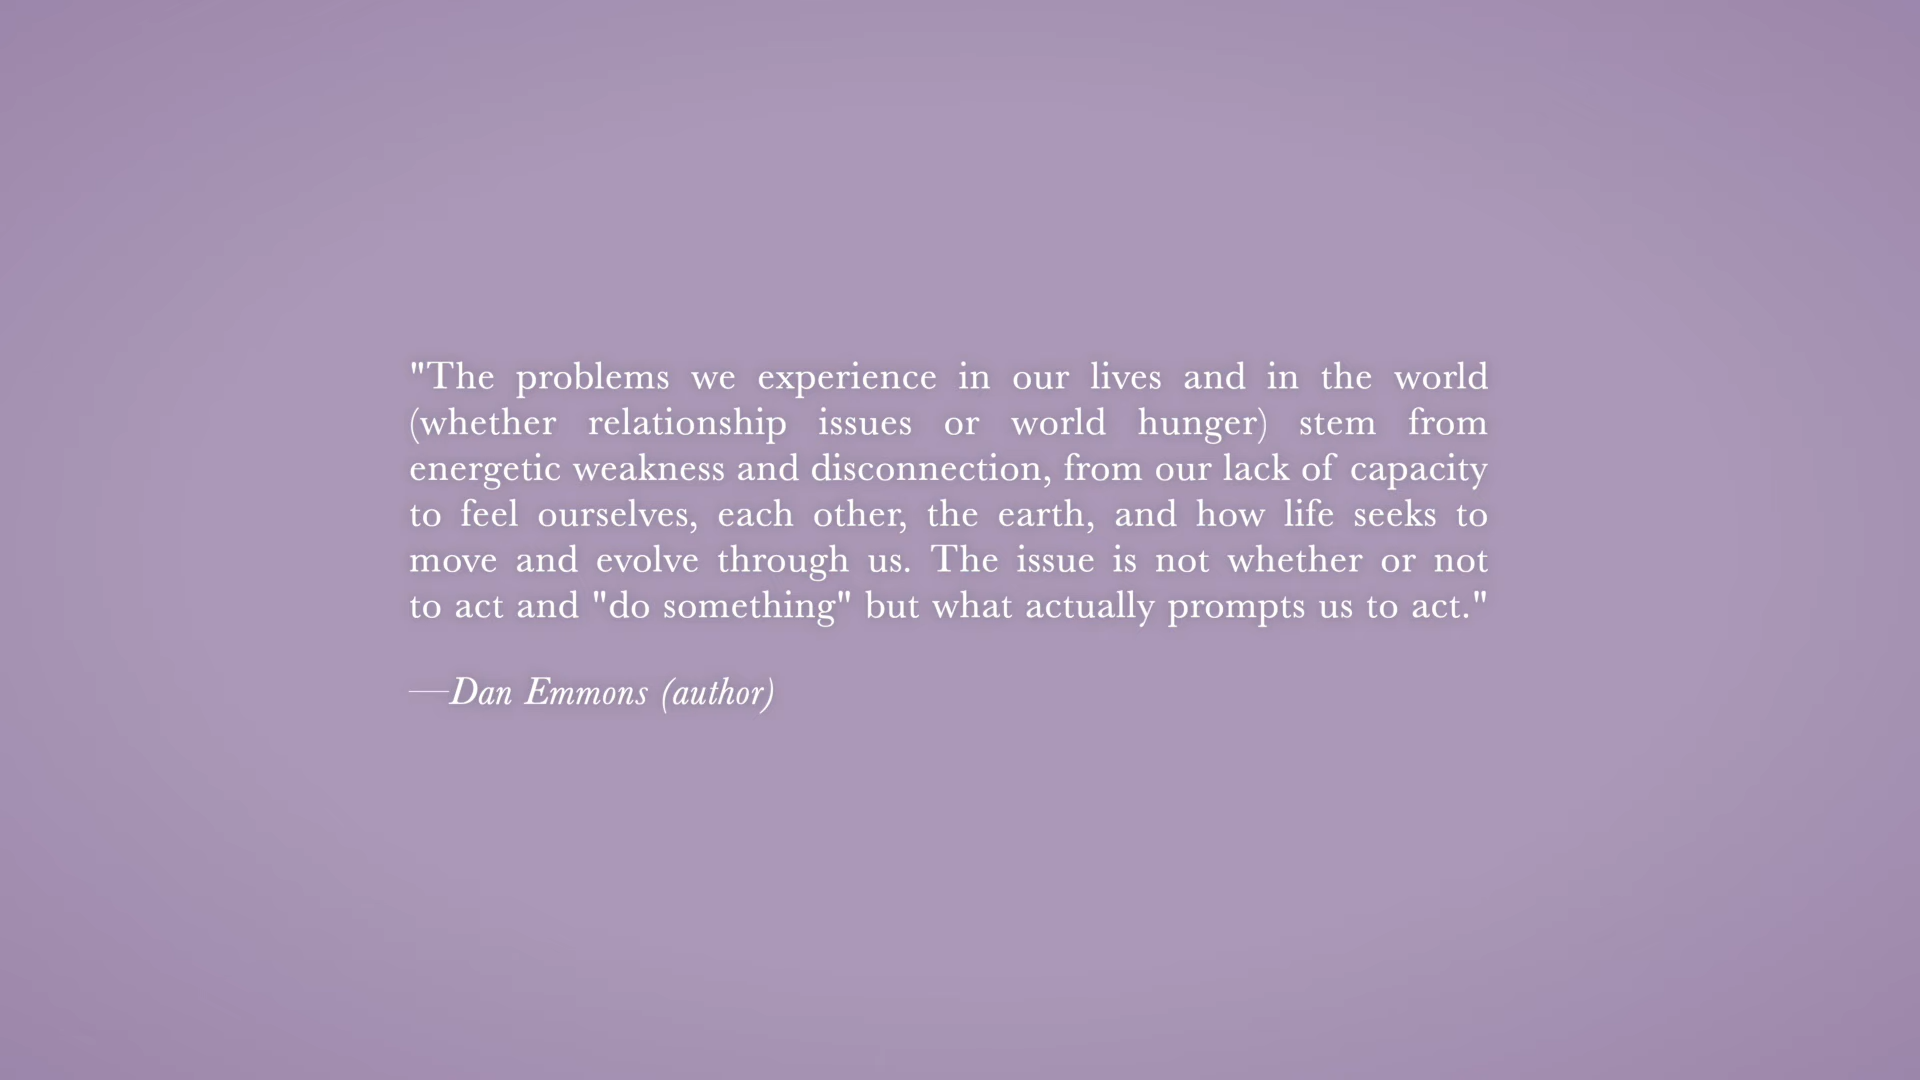 "The problems we experience in our lives and in the world
(whether relationship issues or world hunger) stem from
energetic weakness and disconnection, from our lack of capacity
to feel ourselves, each other, the earth, and how life seeks to
move and evolve through us. The issue is not whether or not
to act and "do something" but what actually prompts us to act."
—Dan Emmons (author)